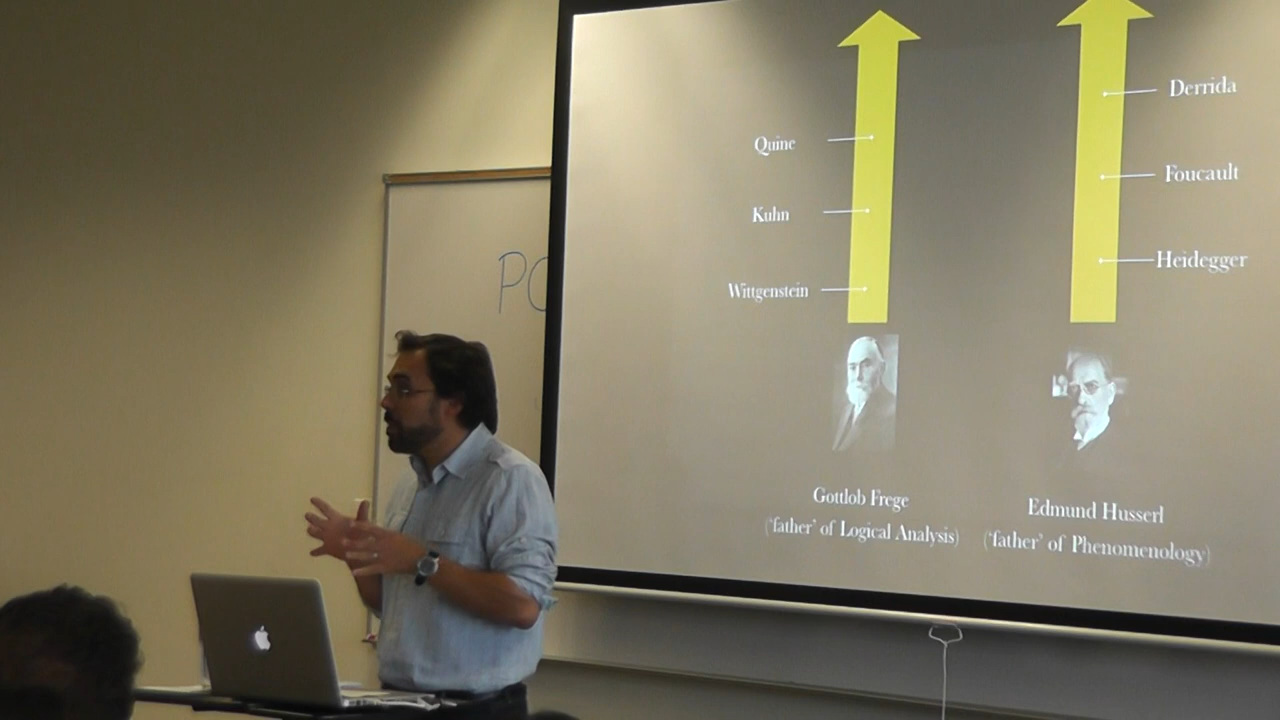 Derrida
Quine
Foucault
Kuhn
Heidegger
Wittgenstein
PO
Gottlob Frege
('father' of Logical Analysis)
Edmund Husserl
('father' of Phenomenology)